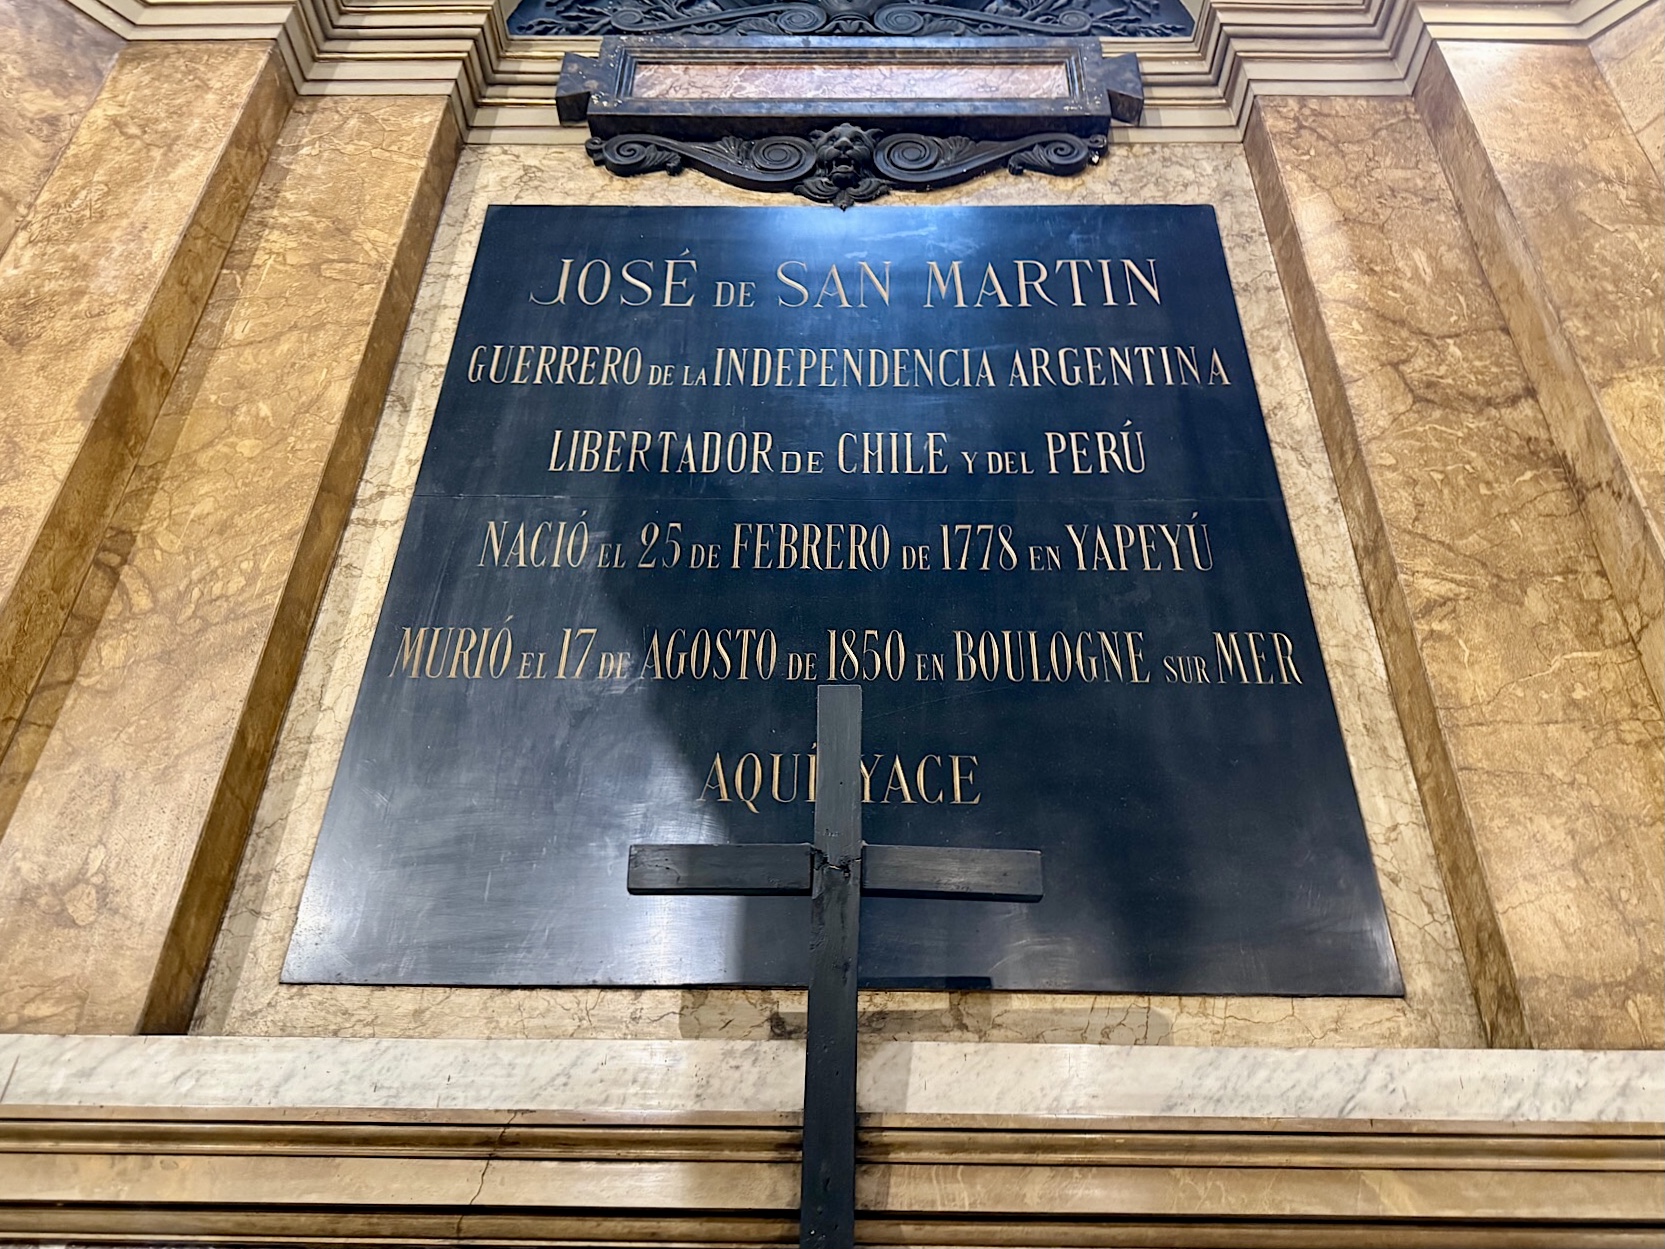 JOSÉ DE SAN MARTIN
GUERRERO DE LA INDEPENDENCIA ARGENTINA
LIBERTADOR DE CHILE Y DEL PERÚ
NACIÓ EL 25 DE FEBRERO DE 1778 EN YAPEYÚ
MURIÓ EL 17 DE AGOSTO DE 1850 EN BOULOGNE SUR MER
AQUÍ YACE